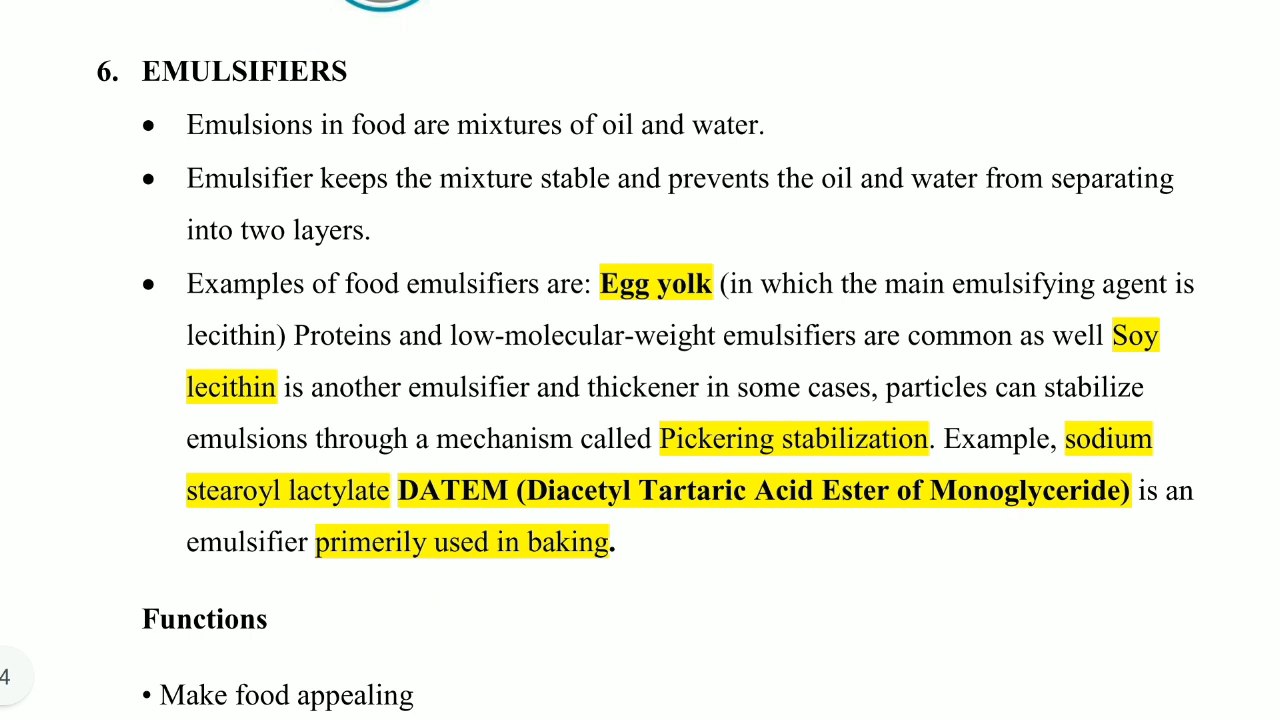 6. EMULSIFIERS
• Emulsions in food are mixtures of oil and water.
• Emulsifier keeps the mixture stable and prevents the oil and water from separating
into two layers.
• Examples of food emulsifiers are: Egg yolk (in which the main emulsifying agent is
lecithin) Proteins and low-molecular-weight emulsifiers are common as well Soy
lecithin is another emulsifier and thickener in some cases, particles can stabilize
emulsions through a mechanism called Pickering stabilization. Example, sodium
stearoyl lactylate DATEM (Diacetyl Tartaric Acid Ester of Monoglyceride) is an
emulsifier primerily used in baking.
Functions
4
• Make food appealing